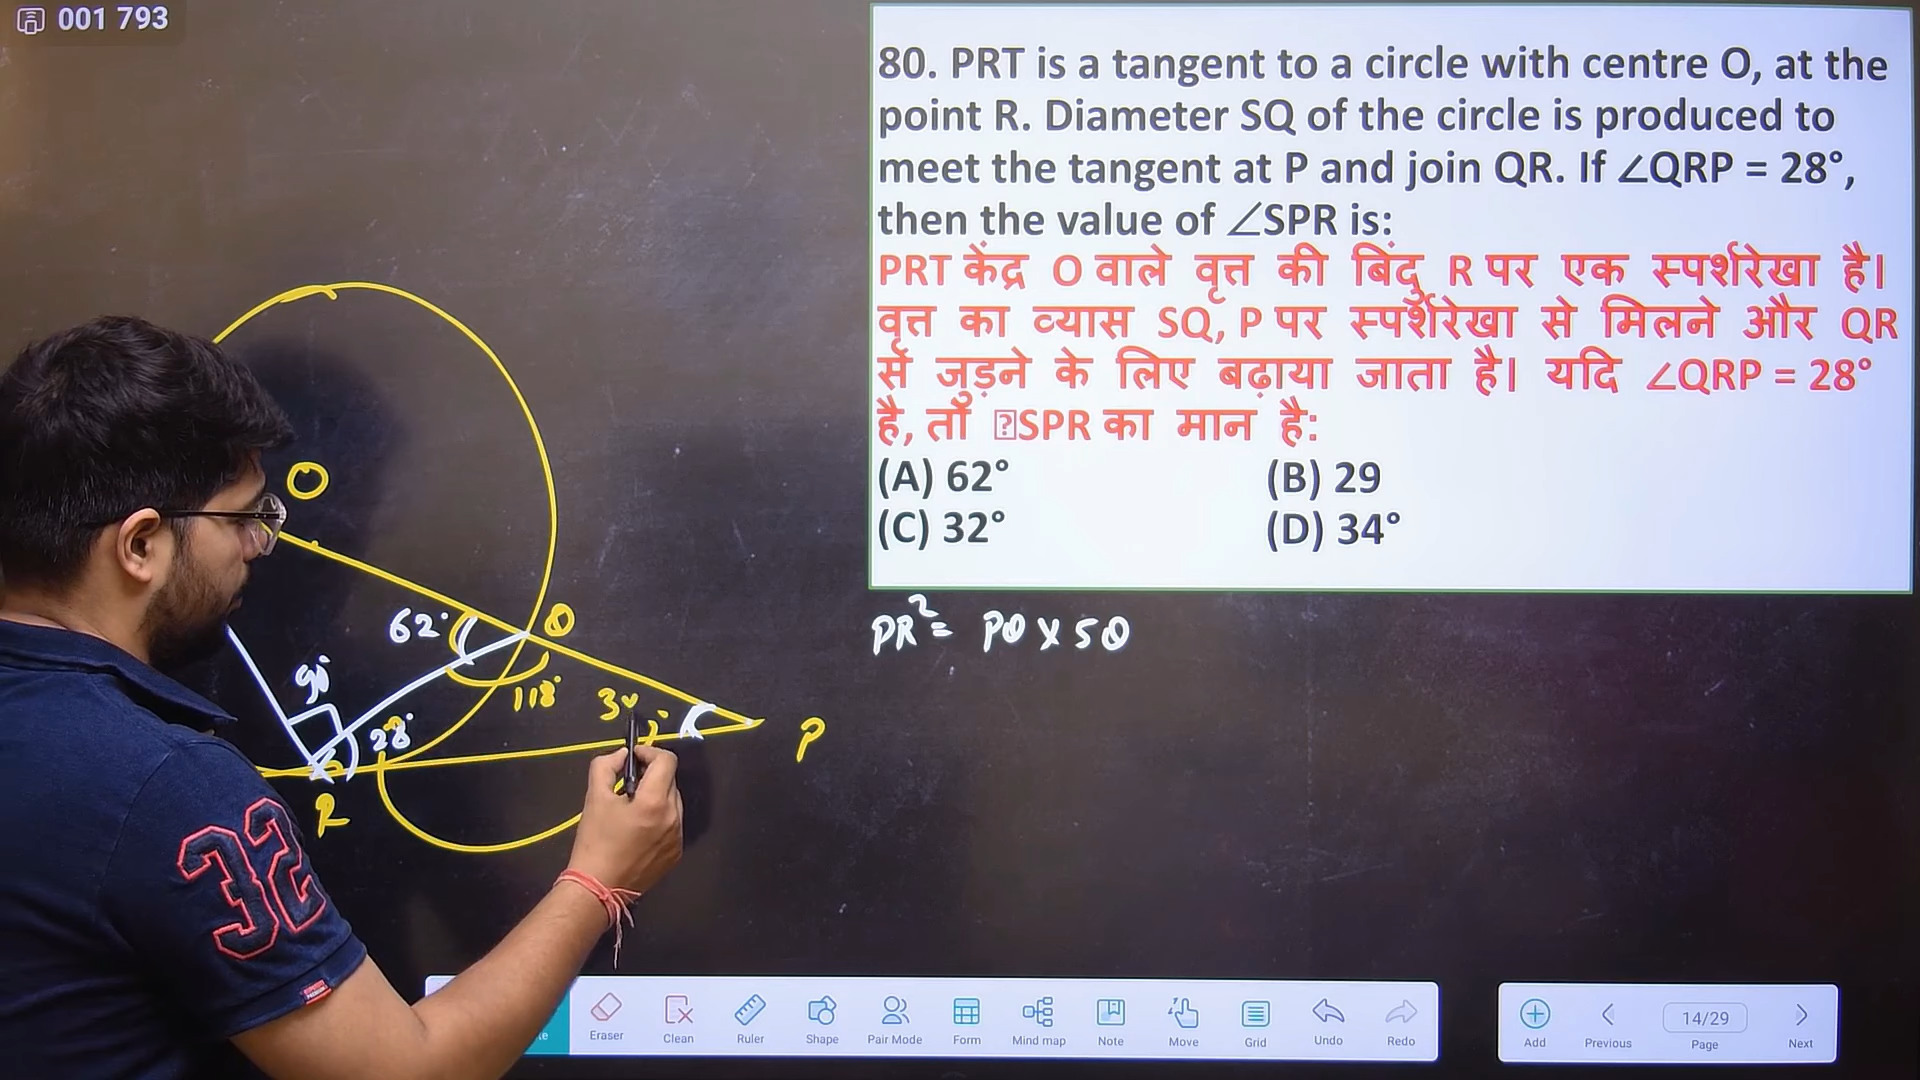 001 793
80. PRT is a tangent to a circle with centre O, at the
point R. Diameter SQ of the circle is produced to
meet the tangent at P and join QR. If ∠QRP = 28°,
then the value of ∠SPR is:
PRT केंद्र O वाले वृत्त की बिंदु R पर एक स्पर्शरेखा है।
वृत्त का व्यास SQ, P पर स्पर्शरेखा से मिलने और QR
से जुड़ने के लिए बढ़ाया जाता है। यदि ∠QRP = 28°
है, तो SPR का मान है:
(A) 62° (B) 29
(C) 32° (D) 34°
PR² = PQ x SQ
O
62°
Q
90°
118°
28°
P
R
32
Eraser Clean Ruler Shape Pair Mode Form Mind map Note Move Grid Undo Redo
Add Previous 14/29 Page Next